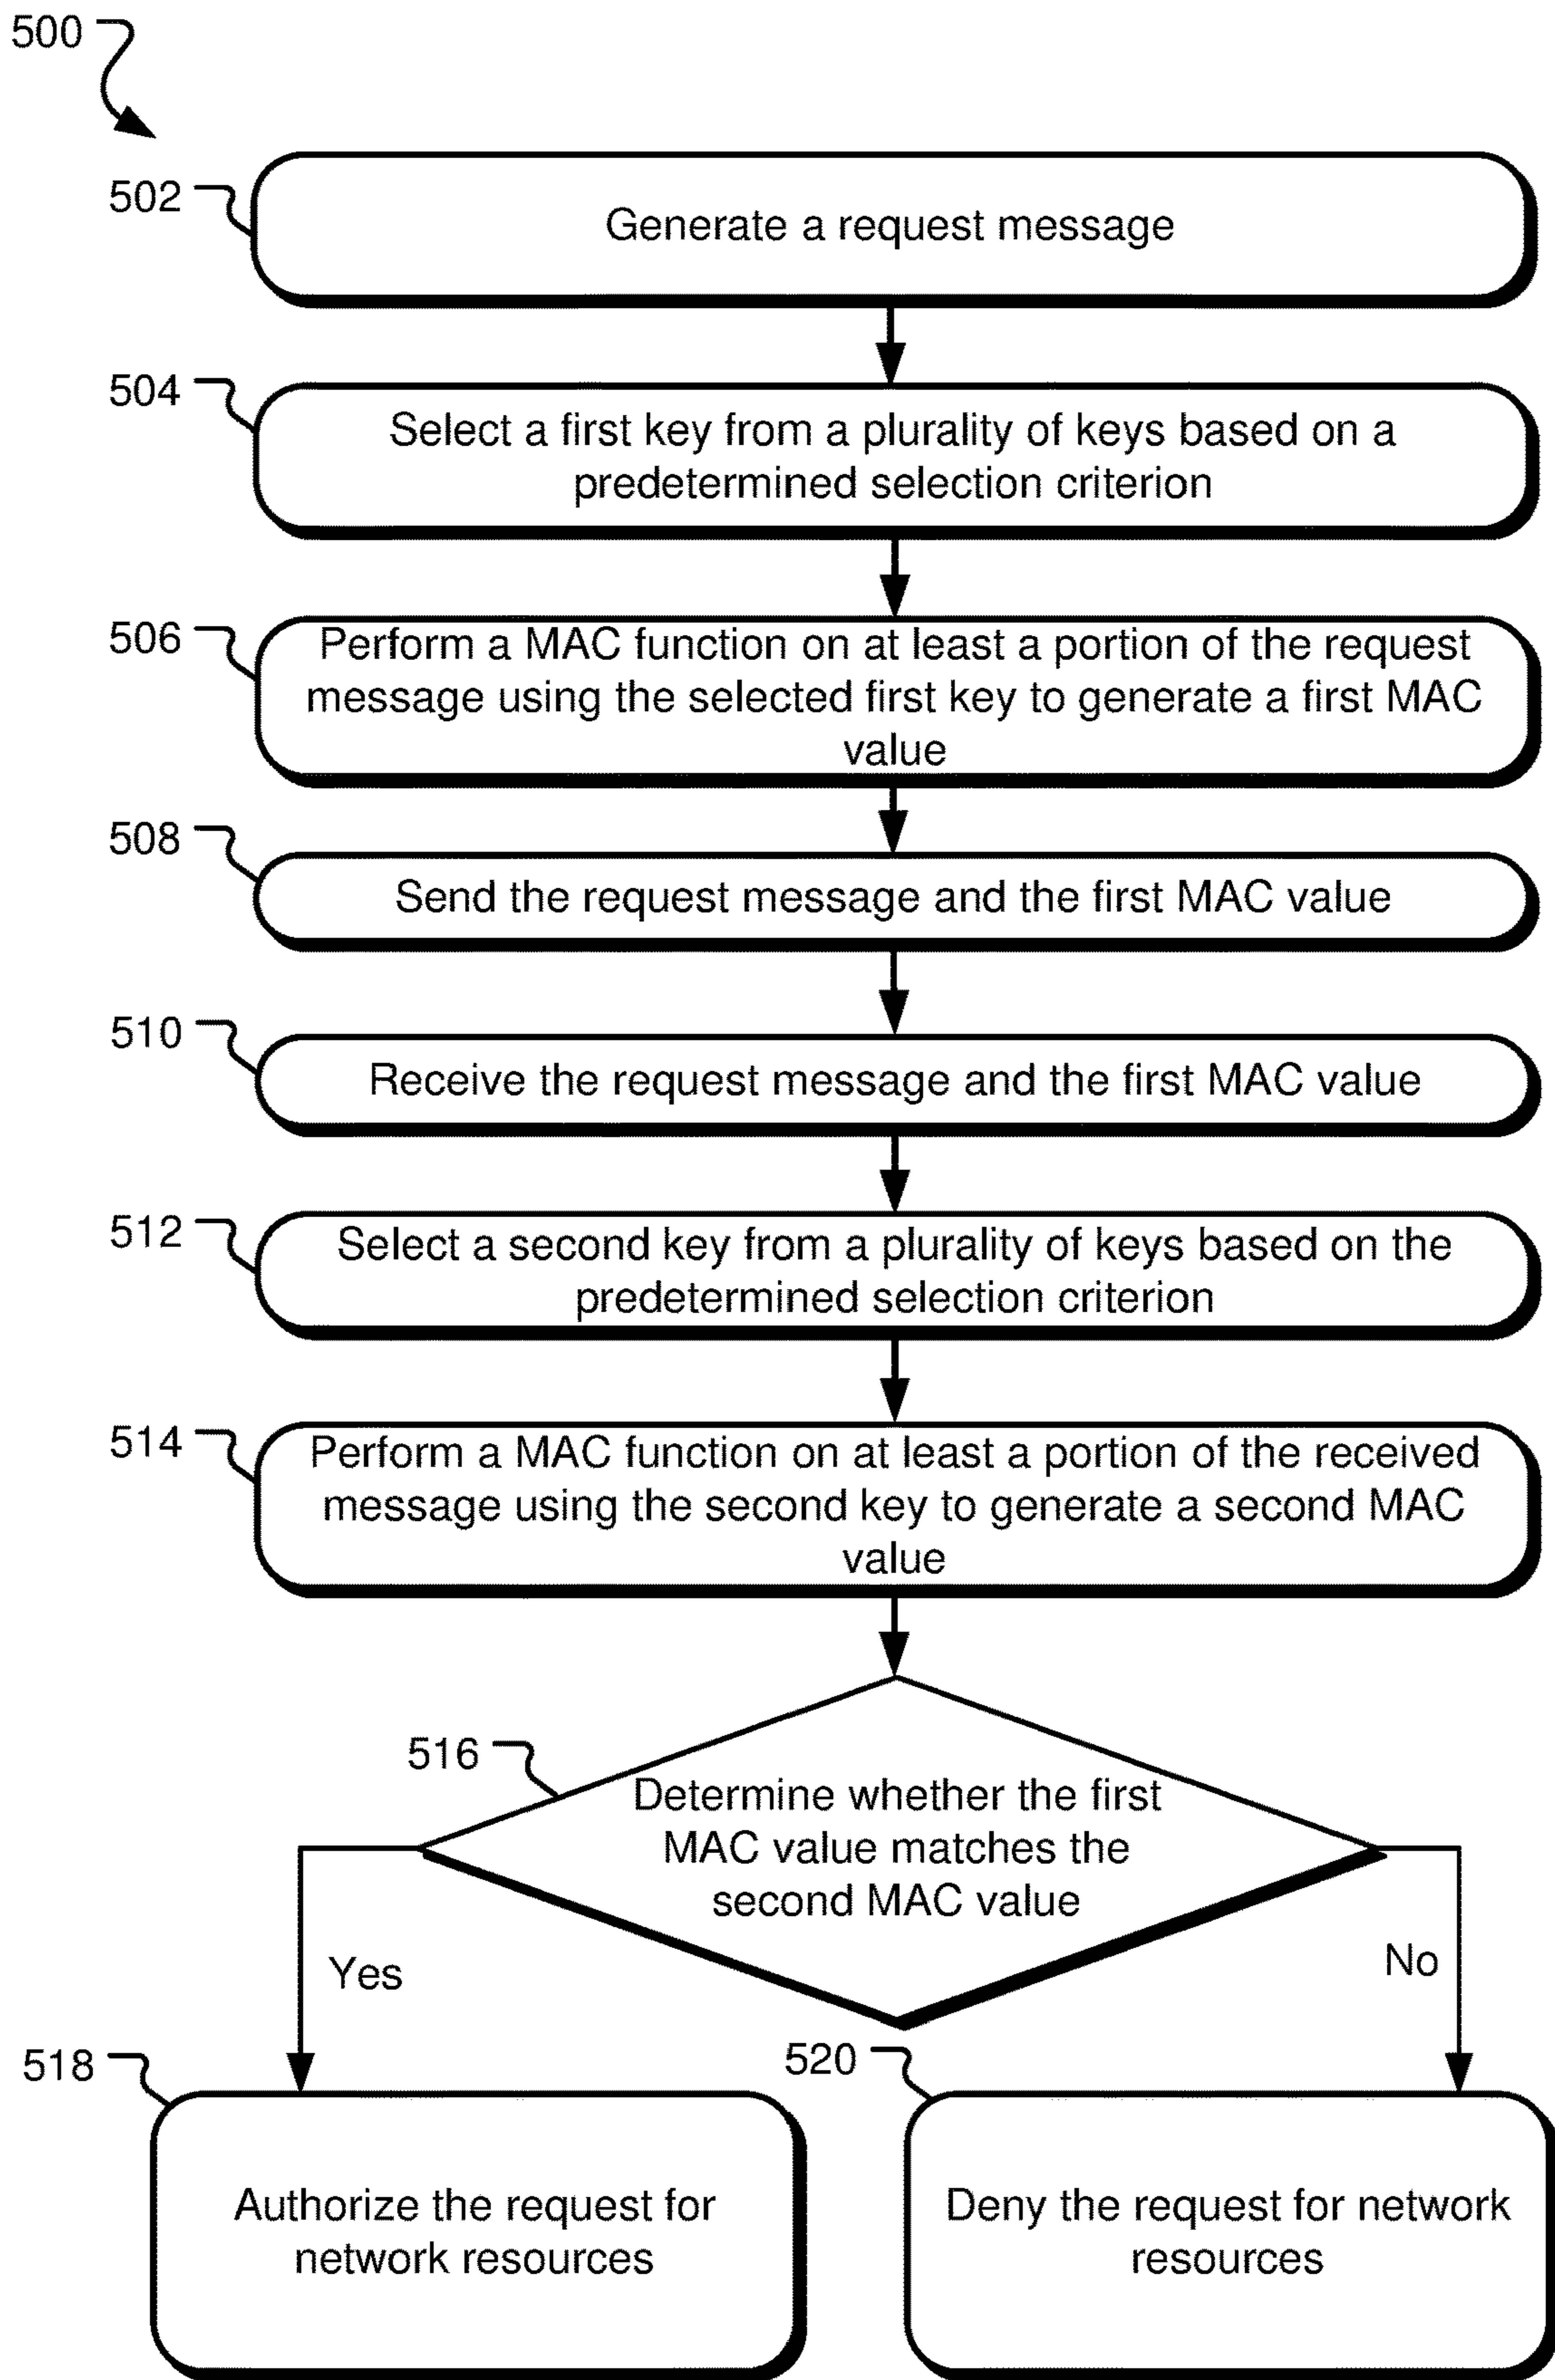 500
502
Generate a request message
504
Select a first key from a plurality of keys based on a
predetermined selection criterion
506
Perform a MAC function on at least a portion of the request
message using the selected first key to generate a first MAC
value
508
Send the request message and the first MAC value
510
Receive the request message and the first MAC value
512
Select a second key from a plurality of keys based on the
predetermined selection criterion
514
Perform a MAC function on at least a portion of the received
message using the second key to generate a second MAC
value
516
Determine whether the first
MAC value matches the
second MAC value
Yes
No
518
Authorize the request for
network resources
520
Deny the request for network
resources